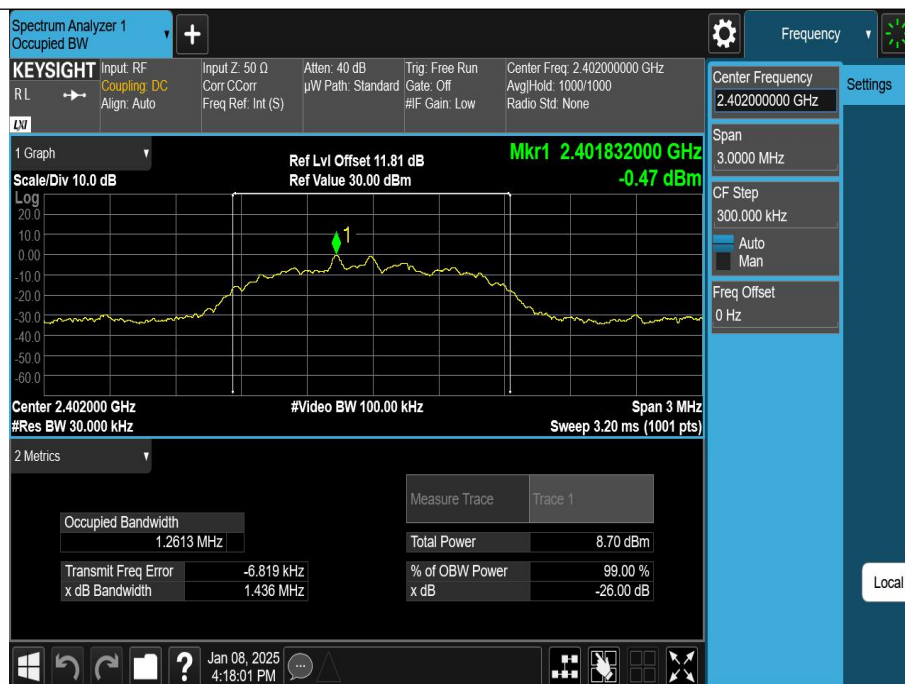 Spectrum Analyzer 1
Occupied BW
+
Frequency
KEYSIGHT
RL
LXI
Input: RF
Coupling: DC
Align: Auto
Input Z: 50 Ω
Corr CCorr
Freq Ref: Int (S)
Atten: 40 dB
µW Path: Standard
Trig: Free Run
Gate: Off
#IF Gain: Low
Center Freq: 2.402000000 GHz
Avg|Hold: 1000/1000
Radio Std: None
Center Frequency
2.402000000 GHz
Settings
Span
3.0000 MHz
CF Step
300.000 kHz
Auto
Man
Freq Offset
0 Hz
Local
1 Graph
Scale/Div 10.0 dB
Ref Lvl Offset 11.81 dB
Ref Value 30.00 dBm
Mkr1 2.401832000 GHz
-0.47 dBm
Log
20.0
10.0
0.00
-10.0
-20.0
-30.0
-40.0
-50.0
-60.0
1
Center 2.402000 GHz
#Res BW 30.000 kHz
#Video BW 100.00 kHz
Span 3 MHz
Sweep 3.20 ms (1001 pts)
2 Metrics
Measure Trace Trace 1
Occupied Bandwidth
1.2613 MHz
Total Power 8.70 dBm
Transmit Freq Error -6.819 kHz
% of OBW Power 99.00 %
x dB Bandwidth 1.436 MHz
x dB -26.00 dB
?
Jan 08, 2025
4:18:01 PM